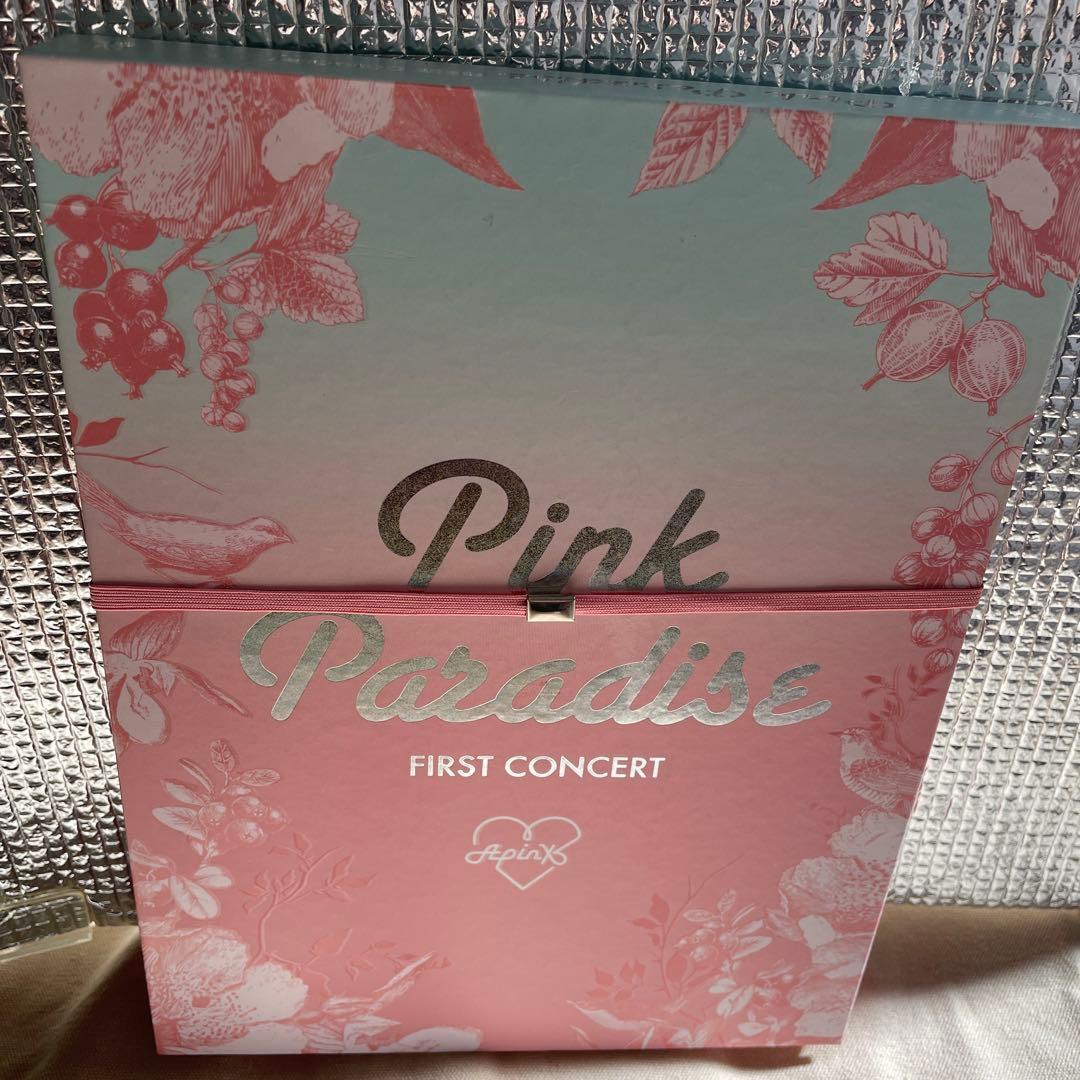 Pink
Paradise
FIRST CONCERT
Apink